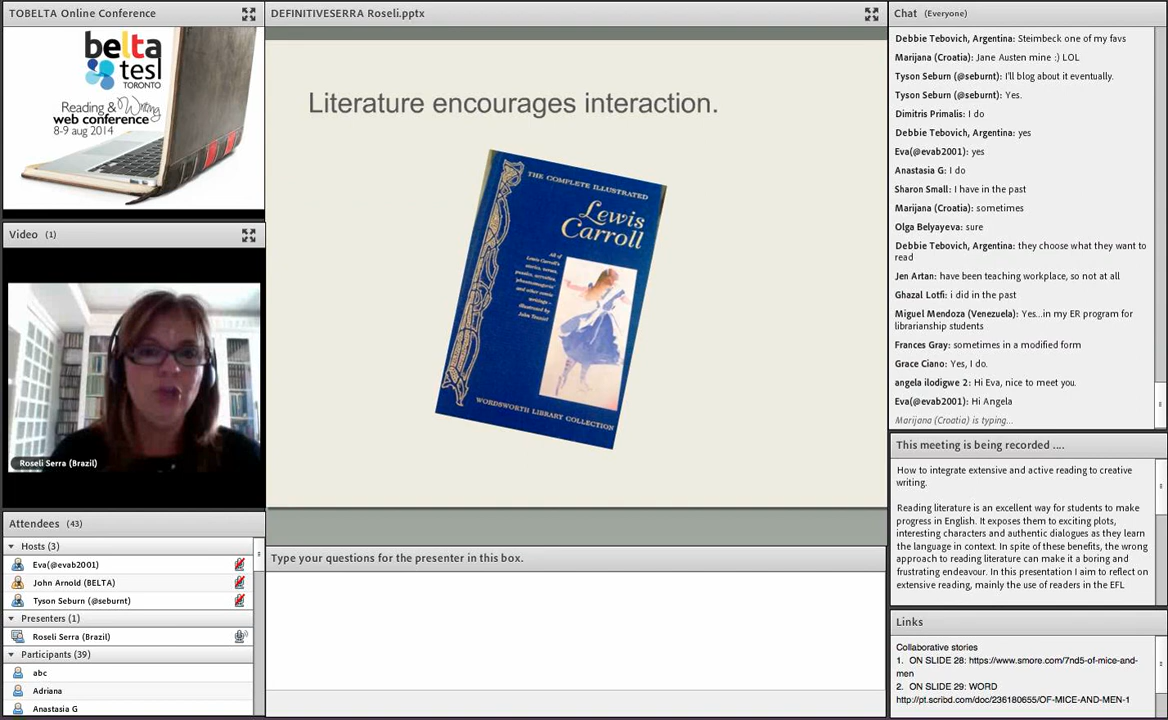 TOBELTA Online Conference
belta
tesl
TORONTO
Reading & Writing
web conference
8-9 aug 2014
Video (1)
Roseli Serra (Brazil)
Attendees (43)
Hosts (3)
Eva(@evab2001)
John Arnold (BELTA)
Tyson Seburn (@seburnt)
Presenters (1)
Roseli Serra (Brazil)
Participants (39)
abc
Adriana
Anastasia G
DEFINITIVESERRA Roseli.pptx
Literature encourages interaction.
THE COMPLETE ILLUSTRATED
Lewis
Carroll
All of
Lewis Carroll's
stories, verses,
and other comic
writings –
illustrated by
John Tenniel
WORDSWORTH LIBRARY COLLECTION
Type your questions for the presenter in this box.
Chat (Everyone)
Debbie Tebovich, Argentina: Steimbeck one of my favs
Marijana (Croatia): Jane Austen mine :) LOL
Tyson Seburn (@seburnt): I'll blog about it eventually.
Tyson Seburn (@seburnt): Yes.
Dimitris Primalis: I do
Debbie Tebovich, Argentina: yes
Eva(@evab2001): yes
Anastasia G: I do
Sharon Small: I have in the past
Marijana (Croatia): sometimes
Olga Belyayeva: sure
Debbie Tebovich, Argentina: they choose what they want to
read
Jen Artan: have been teaching workplace, so not at all
Ghazal Lotfi: i did in the past
Miguel Mendoza (Venezuela): Yes...in my ER program for
librarianship students
Frances Gray: sometimes in a modified form
Grace Ciano: Yes, I do.
angela ilodigwe 2: Hi Eva, nice to meet you.
Eva(@evab2001): Hi Angela
Marijana (Croatia) is typing...
This meeting is being recorded ....
How to integrate extensive and active reading to creative
writing.
Reading literature is an excellent way for students to make
progress in English. It exposes them to exciting plots,
interesting characters and authentic dialogues as they learn
the language in context. In spite of these benefits, the wrong
approach to reading literature can make it a boring and
frustrating endeavour. In this presentation I aim to reflect on
extensive reading, mainly the use of readers in the EFL
Links
Collaborative stories
1. ON SLIDE 28: https://www.smore.com/7nd5-of-mice-and-
men
2. ON SLIDE 29: WORD
http://pt.scribd.com/doc/236180655/OF-MICE-AND-MEN-1